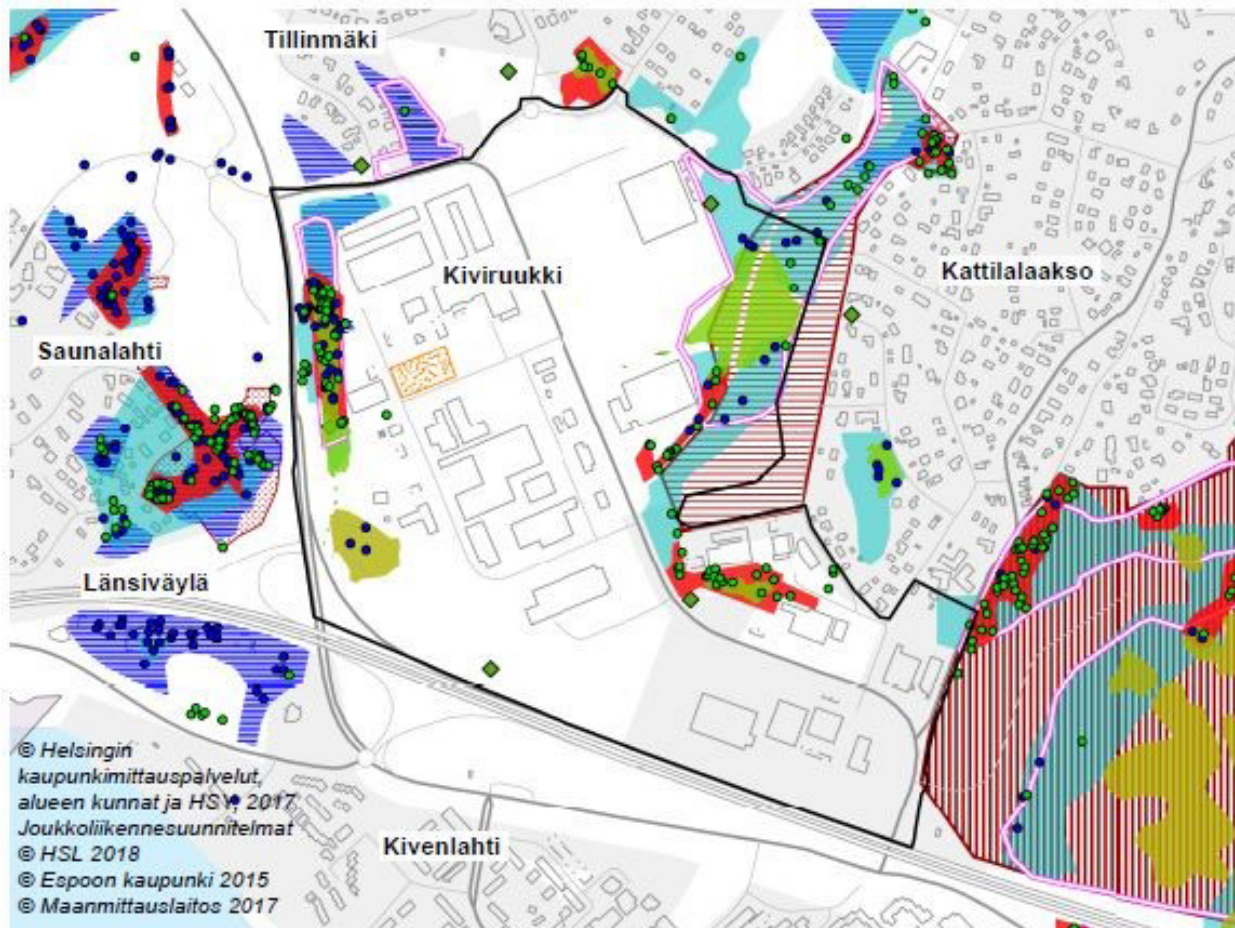 Tillinmäki
Kiviruukki
Kattilalaakso
Saunalahti
Länsiväylä
Kivenlahti
© Helsingin
kaupunkimittauspalvelut,
alueen kunnat ja HSY, 2017
Joukkoliikennesuunnitelmat
© HSL 2018
© Espoon kaupunki 2015
© Maanmittauslaitos 2017